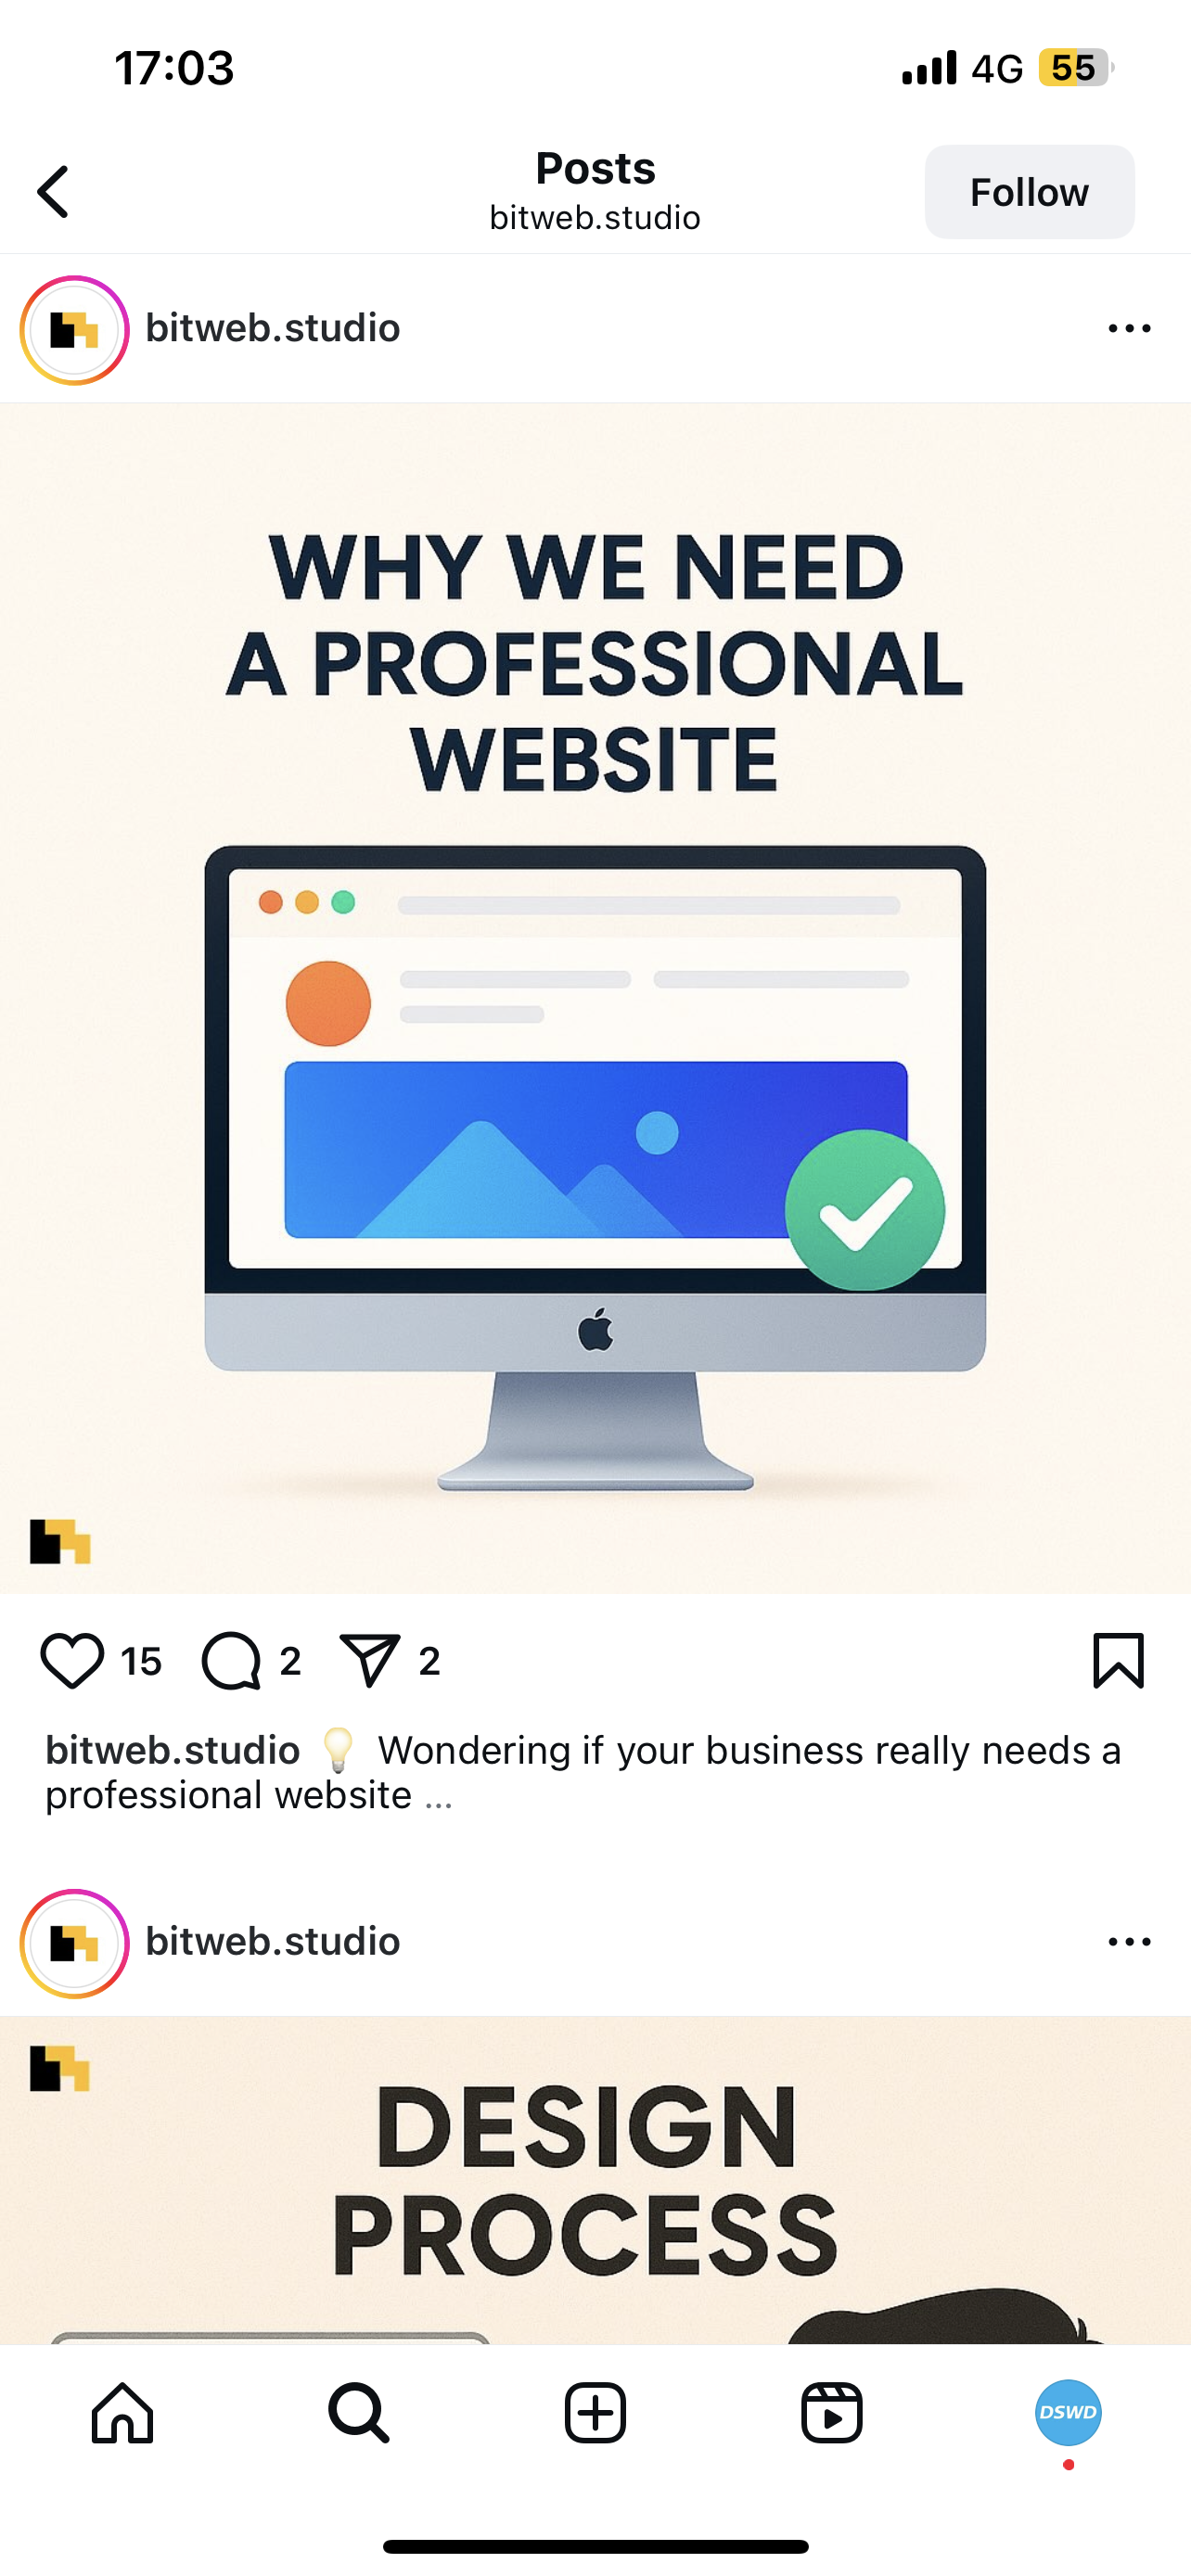 17:03
4G 55
Posts
bitweb.studio
Follow
bitweb.studio
WHY WE NEED
A PROFESSIONAL
WEBSITE
15 2 2
bitweb.studio 💡 Wondering if your business really needs a
professional website ...
bitweb.studio
DESIGN
PROCESS
DSWD